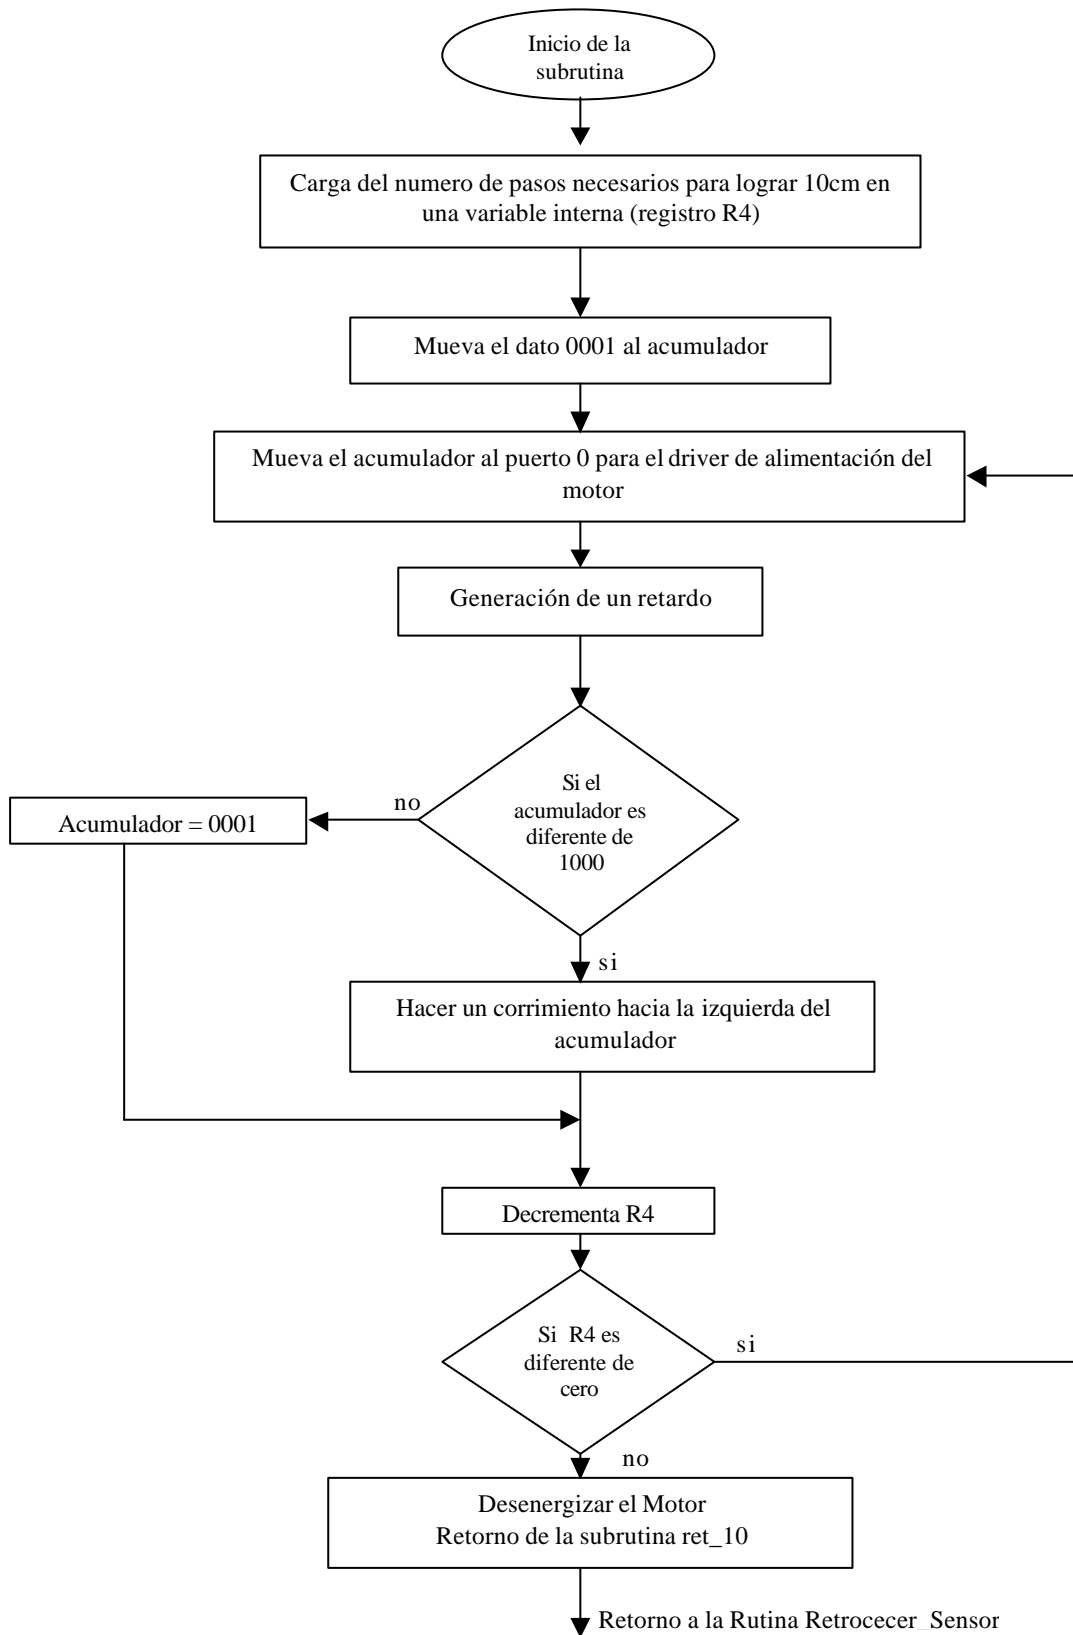 Inicio de la
subrutina
Carga del numero de pasos necesarios para lograr 10cm en
una variable interna (registro R4)
Mueva el dato 0001 al acumulador
Mueva el acumulador al puerto 0 para el driver de alimentación del
motor
Generación de un retardo
Si el
acumulador es
diferente de
1000
no
Acumulador = 0001
si
Hacer un corrimiento hacia la izquierda del
acumulador
Decrementa R4
Si R4 es
diferente de
cero
si
no
Desenergizar el Motor
Retorno de la subrutina ret_10
Retorno a la Rutina Retrocecer_Sensor